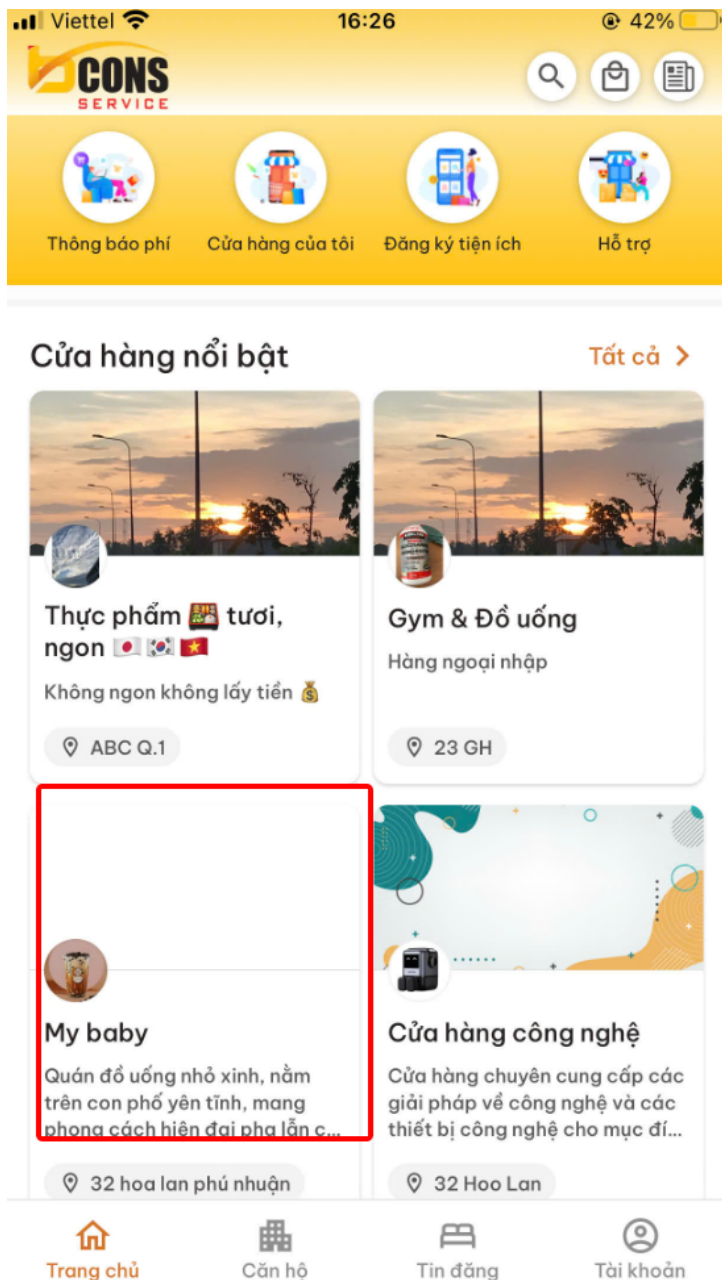 Viettel 16:26 42%
bCONS
SERVICE
Thông báo phí Cửa hàng của tôi Đăng ký tiện ích Hỗ trợ
Cửa hàng nổi bật Tất cả
Thực phẩm 🍱 tươi,
ngon 🇯🇵 🇰🇷 🇻🇳
Không ngon không lấy tiền 💰
ABC Q.1
Gym & Đồ uống
Hàng ngoại nhập
23 GH
My baby
Quán đồ uống nhỏ xinh, nằm
trên con phố yên tĩnh, mang
phong cách hiện đại pha lẫn c...
32 hoa lan phú nhuận
Cửa hàng công nghệ
Cửa hàng chuyên cung cấp các
giải pháp về công nghệ và các
thiết bị công nghệ cho mục đí...
32 Hoo Lan
Trang chủ Căn hộ Tin đăng Tài khoản